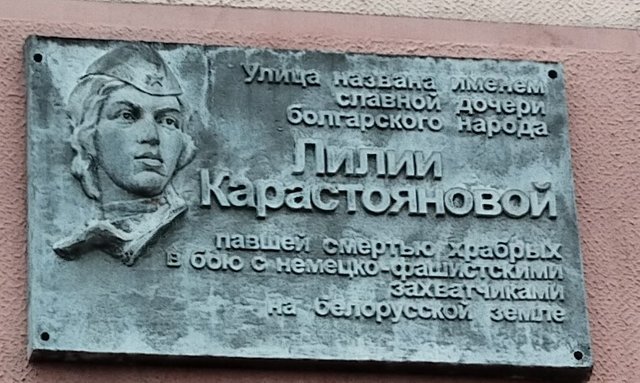 Улица названа именем
славной дочери
болгарского народа
Лилии
Карастояновой
павшей смертью храбрых
в бою с немецко-фашистскими
захватчиками
на белорусской земле